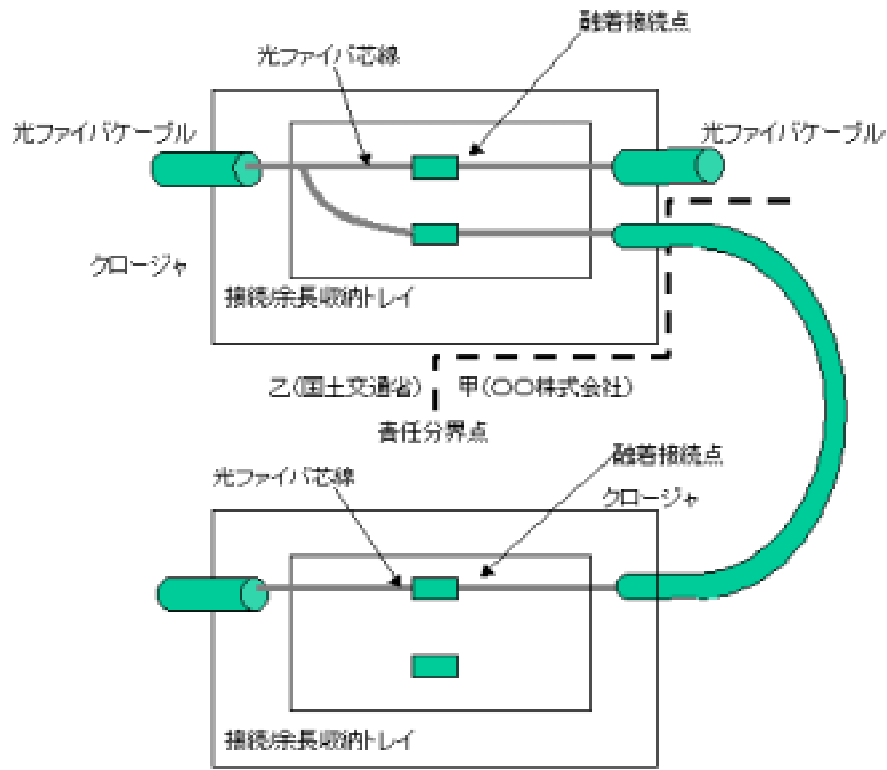 融着接続点
光ファイバ芯線
光ファイバケーブル
光ファイバケーブル
クロージャ
接続/余長収納トレイ
乙(国土交通省)
產(〇〇株式会社)
責任分界点
融着接続点
光ファイバ芯線
クロージャ
接続/余長収納トレイ